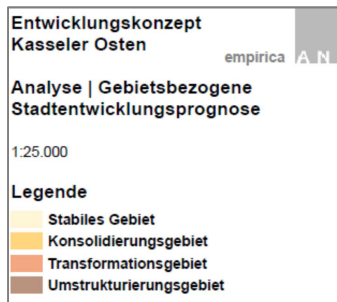 Entwicklungskonzept
Kasseler Osten
empirica A N
Analyse | Gebietsbezogene
Stadtentwicklungsprognose
1:25.000
Legende
Stabiles Gebiet
Konsolidierungsgebiet
Transformationsgebiet
Umstrukturierungsgebiet